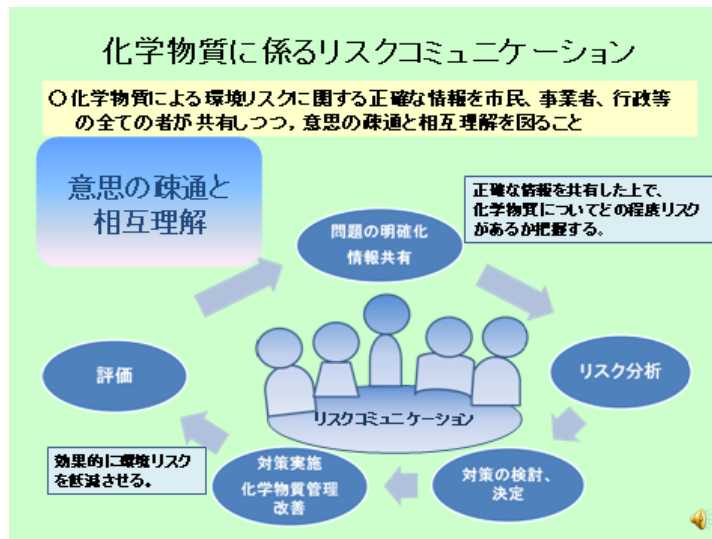 化学物質に係るリスクコミュニケーション
○化学物質による環境リスクに関する正確な情報を市民、事業者、行政等
の全ての者が共有しつつ，意思の疎通と相互理解を図ること
意思の疎通と
相互理解
正確な情報を共有した上で、
化学物質についてどの程度リスク
があるか把握する。
問題の明確化
情報共有
評価
リスク分析
リスクコミュニケーション
効果的に環境リスク
を低減させる。
対策実施
化学物質管理
改善
対策の検討、
決定